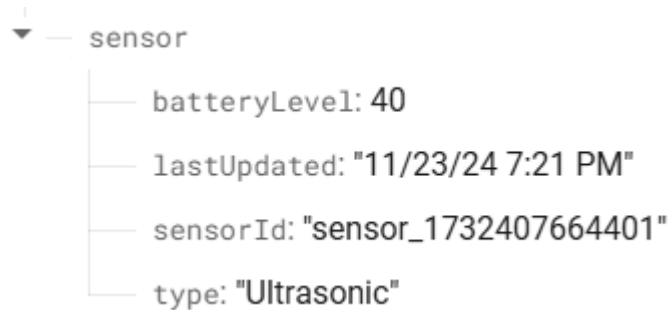 sensor
batteryLevel: 40
lastUpdated: "11/23/24 7:21 PM"
sensorId: "sensor_1732407664401"
type: "Ultrasonic"